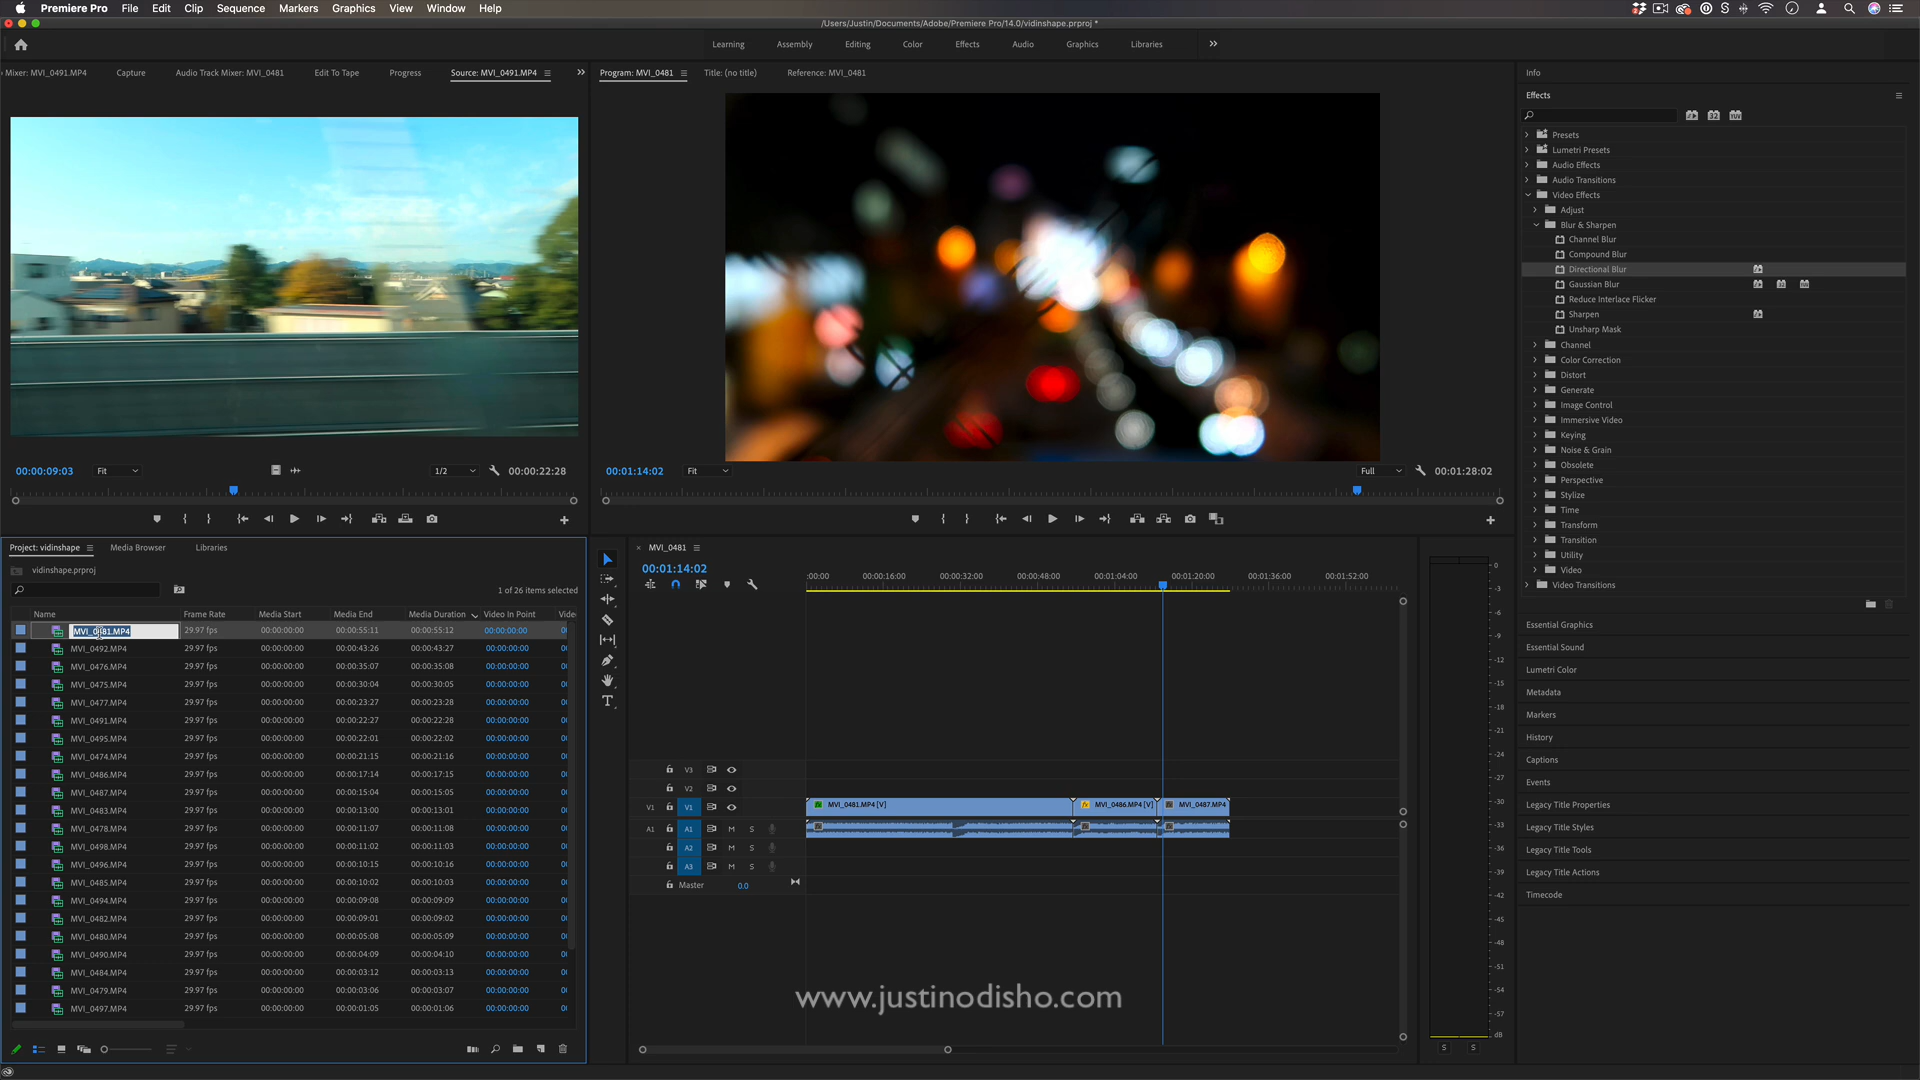 Premiere Pro File Edit Clip Sequence Markers Graphics View Window Help
/Users/Justin/Documents/Adobe/Premiere Pro/14.0/vidinshape.prproj *
Learning Assembly Editing Color Effects Audio Graphics Libraries
Mixer: MVI_0491.MP4 Capture Audio Track Mixer: MVI_0481 Edit To Tape Progress Source: MVI_0491.MP4
Program: MVI_0481 Title: (no title) Reference: MVI_0481
00:00:09:03 Fit 1/2 00:00:22:28
00:01:14:02 Fit Full 00:01:28:02
Project: vidinshape Media Browser Libraries
vidinshape.prproj
1 of 26 items selected
Name Frame Rate Media Start Media End Media Duration Video In Point
MVI_0481.MP4 29.97 fps 00:00:00:00 00:00:55:11 00:00:55:12 00:00:00:00
MVI_0492.MP4 29.97 fps 00:00:00:00 00:00:43:26 00:00:43:27 00:00:00:00
MVI_0476.MP4 29.97 fps 00:00:00:00 00:00:35:07 00:00:35:08 00:00:00:00
MVI_0475.MP4 29.97 fps 00:00:00:00 00:00:30:04 00:00:30:05 00:00:00:00
MVI_0477.MP4 29.97 fps 00:00:00:00 00:00:23:27 00:00:23:28 00:00:00:00
MVI_0491.MP4 29.97 fps 00:00:00:00 00:00:22:27 00:00:22:28 00:00:00:00
MVI_0495.MP4 29.97 fps 00:00:00:00 00:00:22:01 00:00:22:02 00:00:00:00
MVI_0474.MP4 29.97 fps 00:00:00:00 00:00:21:15 00:00:21:16 00:00:00:00
MVI_0486.MP4 29.97 fps 00:00:00:00 00:00:17:14 00:00:17:15 00:00:00:00
MVI_0487.MP4 29.97 fps 00:00:00:00 00:00:15:04 00:00:15:05 00:00:00:00
MVI_0483.MP4 29.97 fps 00:00:00:00 00:00:13:00 00:00:13:01 00:00:00:00
MVI_0478.MP4 29.97 fps 00:00:00:00 00:00:11:07 00:00:11:08 00:00:00:00
MVI_0498.MP4 29.97 fps 00:00:00:00 00:00:11:02 00:00:11:03 00:00:00:00
MVI_0496.MP4 29.97 fps 00:00:00:00 00:00:10:15 00:00:10:16 00:00:00:00
MVI_0485.MP4 29.97 fps 00:00:00:00 00:00:10:02 00:00:10:03 00:00:00:00
MVI_0494.MP4 29.97 fps 00:00:00:00 00:00:09:08 00:00:09:09 00:00:00:00
MVI_0482.MP4 29.97 fps 00:00:00:00 00:00:09:01 00:00:09:02 00:00:00:00
MVI_0480.MP4 29.97 fps 00:00:00:00 00:00:05:08 00:00:05:09 00:00:00:00
MVI_0490.MP4 29.97 fps 00:00:00:00 00:00:04:09 00:00:04:10 00:00:00:00
MVI_0484.MP4 29.97 fps 00:00:00:00 00:00:03:12 00:00:03:13 00:00:00:00
MVI_0479.MP4 29.97 fps 00:00:00:00 00:00:03:06 00:00:03:07 00:00:00:00
MVI_0497.MP4 29.97 fps 00:00:00:00 00:00:01:05 00:00:01:06 00:00:00:00
MVI_0481
00:01:14:02
:00:00 00:00:16:00 00:00:32:00 00:00:48:00 00:01:04:00 00:01:20:00 00:01:36:00 00:01:52:00
V3
V2
V1 V1 MVI_0481.MP4 [V] MVI_0486.MP4 [V] MVI_0487.MP4
A1 A1 M S
A2 M S
A3 M S
Master 0.0
www.justinodisho.com
0
-3
-6
-9
-12
-15
-18
-21
-24
-27
-30
-33
-36
-39
-42
-45
-48
-51
-54
-57
dB
S S
Info
Effects
Presets
Lumetri Presets
Audio Effects
Audio Transitions
Video Effects
Adjust
Blur & Sharpen
Channel Blur
Compound Blur
Directional Blur
Gaussian Blur
Reduce Interlace Flicker
Sharpen
Unsharp Mask
Channel
Color Correction
Distort
Generate
Image Control
Immersive Video
Keying
Noise & Grain
Obsolete
Perspective
Stylize
Time
Transform
Transition
Utility
Video
Video Transitions
Essential Graphics
Essential Sound
Lumetri Color
Metadata
Markers
History
Captions
Events
Legacy Title Properties
Legacy Title Styles
Legacy Title Tools
Legacy Title Actions
Timecode